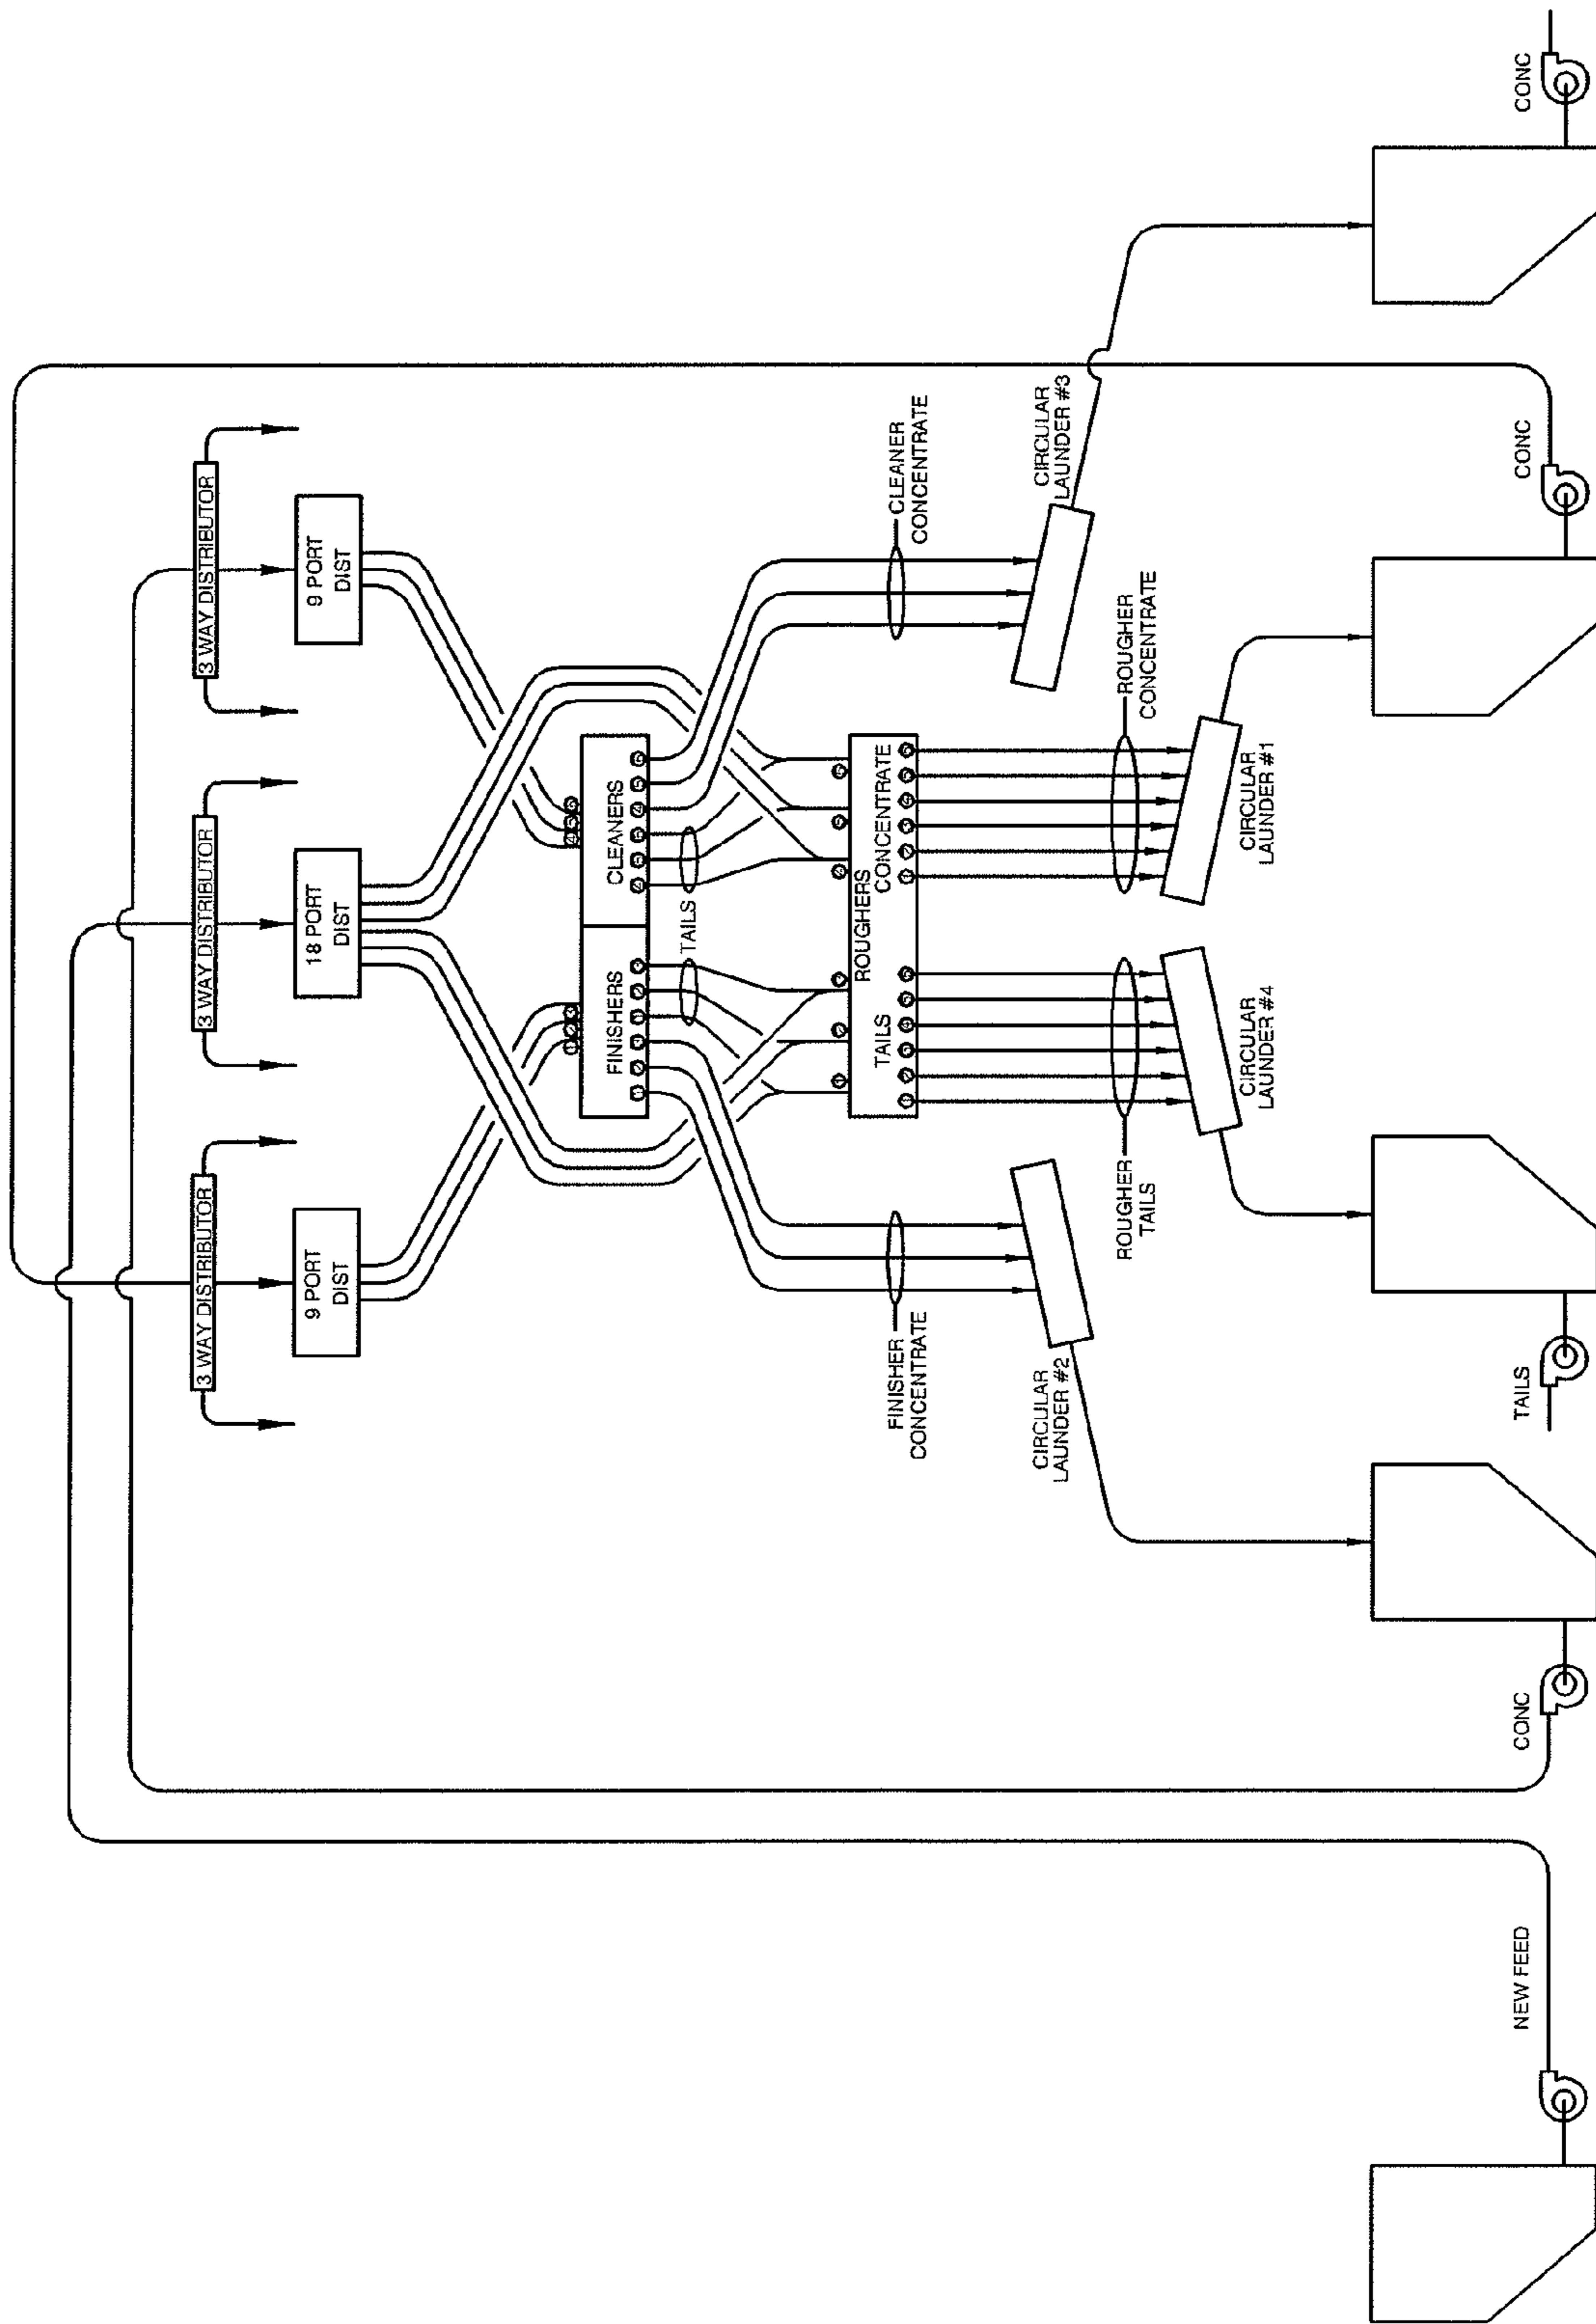 3 WAY DISTRIBUTOR
3 WAY DISTRIBUTOR
3 WAY DISTRIBUTOR
9 PORT
DIST
18 PORT
DIST
9 PORT
DIST
FINISHERS
CLEANERS
TAILS
ROUGHERS
TAILS
CONCENTRATE
FINISHER
CONCENTRATE
CLEANER
CONCENTRATE
CIRCULAR
LAUNDER #2
CIRCULAR
LAUNDER #3
ROUGHER
TAILS
ROUGHER
CONCENTRATE
CIRCULAR
LAUNDER #4
CIRCULAR
LAUNDER #1
NEW FEED
CONC
TAILS
CONC
CONC